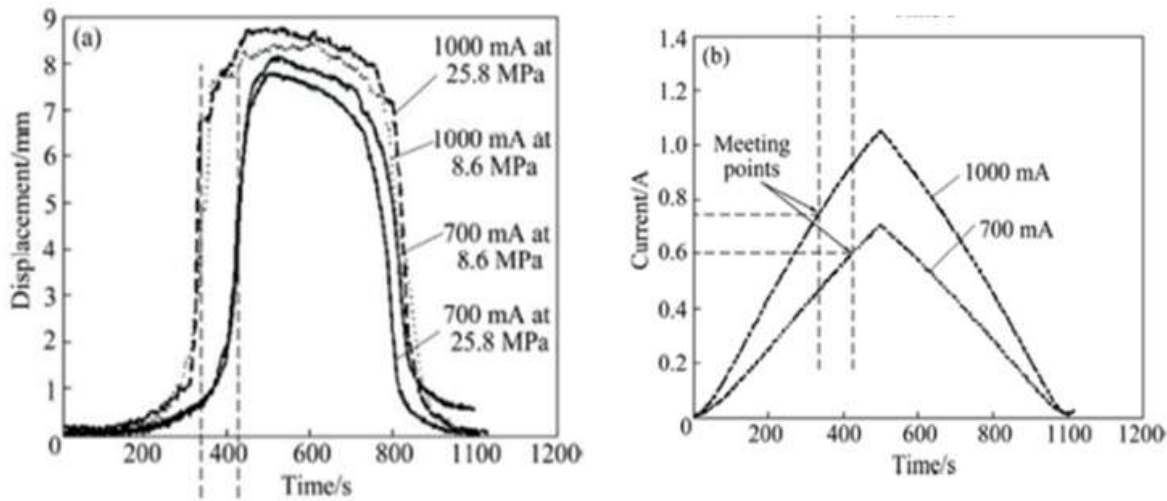 (a)
9
8
7
6
5
4
3
2
1
0
Displacement/mm
1000 mA at
25.8 MPa
1000 mA at
8.6 MPa
700 mA at
8.6 MPa
700 mA at
25.8 MPa
200 400 600 800 1100 1200
Time/s
(b)
1.4
1.2
1.0
0.8
0.6
0.4
0.2
0
Current/A
Meeting
points
1000 mA
700 mA
200 400 600 800 1100 1200
Time/s